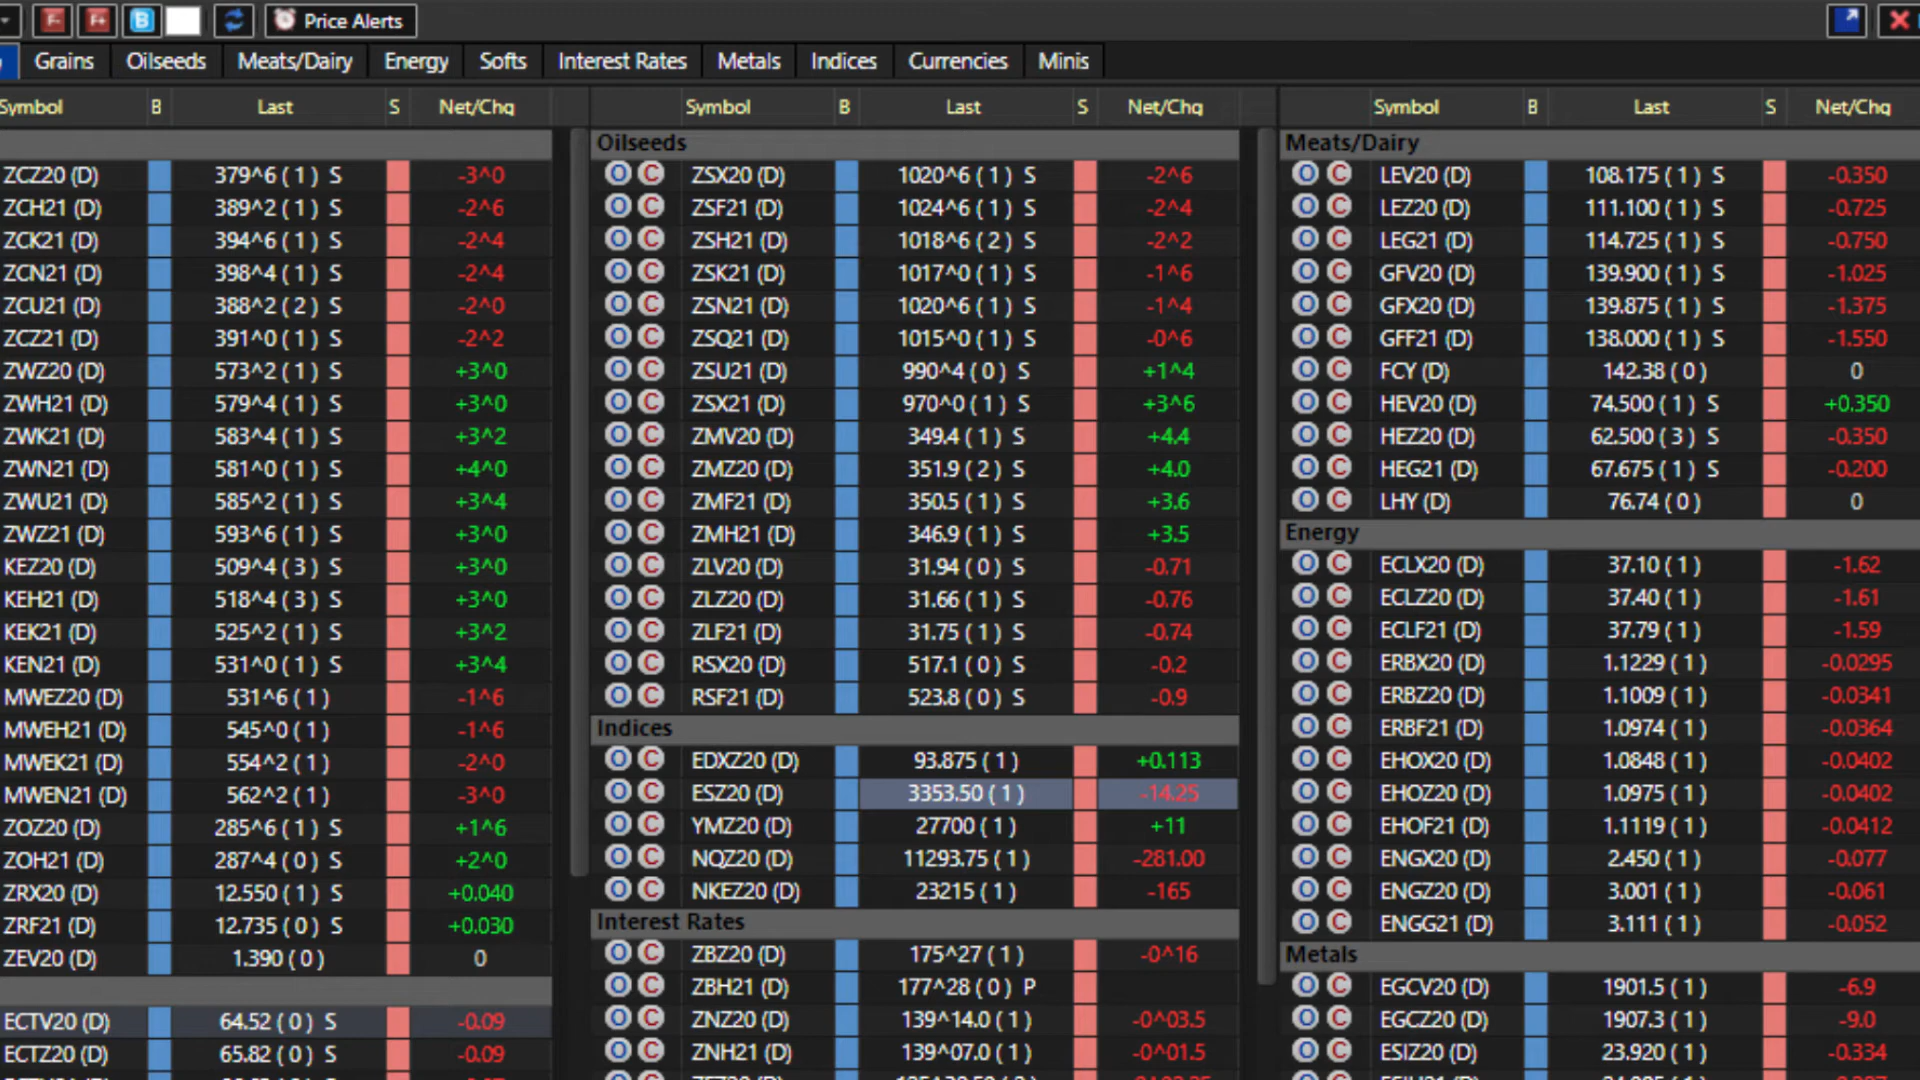 F- F+ B Price Alerts
Grains Oilseeds Meats/Dairy Energy Softs Interest Rates Metals Indices Currencies Minis
Symbol B Last S Net/Chg
ZCZ20 (D) 379^6 ( 1 ) S -3^0
ZCH21 (D) 389^2 ( 1 ) S -2^6
ZCK21 (D) 394^6 ( 1 ) S -2^4
ZCN21 (D) 398^4 ( 1 ) S -2^4
ZCU21 (D) 388^2 ( 2 ) S -2^0
ZCZ21 (D) 391^0 ( 1 ) S -2^2
ZWZ20 (D) 573^2 ( 1 ) S +3^0
ZWH21 (D) 579^4 ( 1 ) S +3^0
ZWK21 (D) 583^4 ( 1 ) S +3^2
ZWN21 (D) 581^0 ( 1 ) S +4^0
ZWU21 (D) 585^2 ( 1 ) S +3^4
ZWZ21 (D) 593^6 ( 1 ) S +3^0
KEZ20 (D) 509^4 ( 3 ) S +3^0
KEH21 (D) 518^4 ( 3 ) S +3^0
KEK21 (D) 525^2 ( 1 ) S +3^2
KEN21 (D) 531^0 ( 1 ) S +3^4
MWEZ20 (D) 531^6 ( 1 ) -1^6
MWEH21 (D) 545^0 ( 1 ) -1^6
MWEK21 (D) 554^2 ( 1 ) -2^0
MWEN21 (D) 562^2 ( 1 ) -3^0
ZOZ20 (D) 285^6 ( 1 ) S +1^6
ZOH21 (D) 287^4 ( 0 ) S +2^0
ZRX20 (D) 12.550 ( 1 ) S +0.040
ZRF21 (D) 12.735 ( 0 ) S +0.030
ZEV20 (D) 1.390 ( 0 ) 0
ECTV20 (D) 64.52 ( 0 ) S -0.09
ECTZ20 (D) 65.82 ( 0 ) S -0.09
Symbol B Last S Net/Chg
Oilseeds
O C ZSX20 (D) 1020^6 ( 1 ) S -2^6
O C ZSF21 (D) 1024^6 ( 1 ) S -2^4
O C ZSH21 (D) 1018^6 ( 2 ) S -2^2
O C ZSK21 (D) 1017^0 ( 1 ) S -1^6
O C ZSN21 (D) 1020^6 ( 1 ) S -1^4
O C ZSQ21 (D) 1015^0 ( 1 ) S -0^6
O C ZSU21 (D) 990^4 ( 0 ) S +1^4
O C ZSX21 (D) 970^0 ( 1 ) S +3^6
O C ZMV20 (D) 349.4 ( 1 ) S +4.4
O C ZMZ20 (D) 351.9 ( 2 ) S +4.0
O C ZMF21 (D) 350.5 ( 1 ) S +3.6
O C ZMH21 (D) 346.9 ( 1 ) S +3.5
O C ZLV20 (D) 31.94 ( 0 ) S -0.71
O C ZLZ20 (D) 31.66 ( 1 ) S -0.76
O C ZLF21 (D) 31.75 ( 1 ) S -0.74
O C RSX20 (D) 517.1 ( 0 ) S -0.2
O C RSF21 (D) 523.8 ( 0 ) S -0.9
Indices
O C EDXZ20 (D) 93.875 ( 1 ) +0.113
O C ESZ20 (D) 3353.50 ( 1 ) -14.25
O C YMZ20 (D) 27700 ( 1 ) +11
O C NQZ20 (D) 11293.75 ( 1 ) -281.00
O C NKEZ20 (D) 23215 ( 1 ) -165
Interest Rates
O C ZBZ20 (D) 175^27 ( 1 ) -0^16
O C ZBH21 (D) 177^28 ( 0 ) P
O C ZNZ20 (D) 139^14.0 ( 1 ) -0^03.5
O C ZNH21 (D) 139^07.0 ( 1 ) -0^01.5
Symbol B Last S Net/Chg
Meats/Dairy
O C LEV20 (D) 108.175 ( 1 ) S -0.350
O C LEZ20 (D) 111.100 ( 1 ) S -0.725
O C LEG21 (D) 114.725 ( 1 ) S -0.750
O C GFV20 (D) 139.900 ( 1 ) S -1.025
O C GFX20 (D) 139.875 ( 1 ) S -1.375
O C GFF21 (D) 138.000 ( 1 ) S -1.550
O C FCY (D) 142.38 ( 0 ) 0
O C HEV20 (D) 74.500 ( 1 ) S +0.350
O C HEZ20 (D) 62.500 ( 3 ) S -0.350
O C HEG21 (D) 67.675 ( 1 ) S -0.200
O C LHY (D) 76.74 ( 0 ) 0
Energy
O C ECLX20 (D) 37.10 ( 1 ) -1.62
O C ECLZ20 (D) 37.40 ( 1 ) -1.61
O C ECLF21 (D) 37.79 ( 1 ) -1.59
O C ERBX20 (D) 1.1229 ( 1 ) -0.0295
O C ERBZ20 (D) 1.1009 ( 1 ) -0.0341
O C ERBF21 (D) 1.0974 ( 1 ) -0.0364
O C EHOX20 (D) 1.0848 ( 1 ) -0.0402
O C EHOZ20 (D) 1.0975 ( 1 ) -0.0402
O C EHOF21 (D) 1.1119 ( 1 ) -0.0412
O C ENGX20 (D) 2.450 ( 1 ) -0.077
O C ENGZ20 (D) 3.001 ( 1 ) -0.061
O C ENGG21 (D) 3.111 ( 1 ) -0.052
Metals
O C EGCV20 (D) 1901.5 ( 1 ) -6.9
O C EGCZ20 (D) 1907.3 ( 1 ) -9.0
O C ESIZ20 (D) 23.920 ( 1 ) -0.334